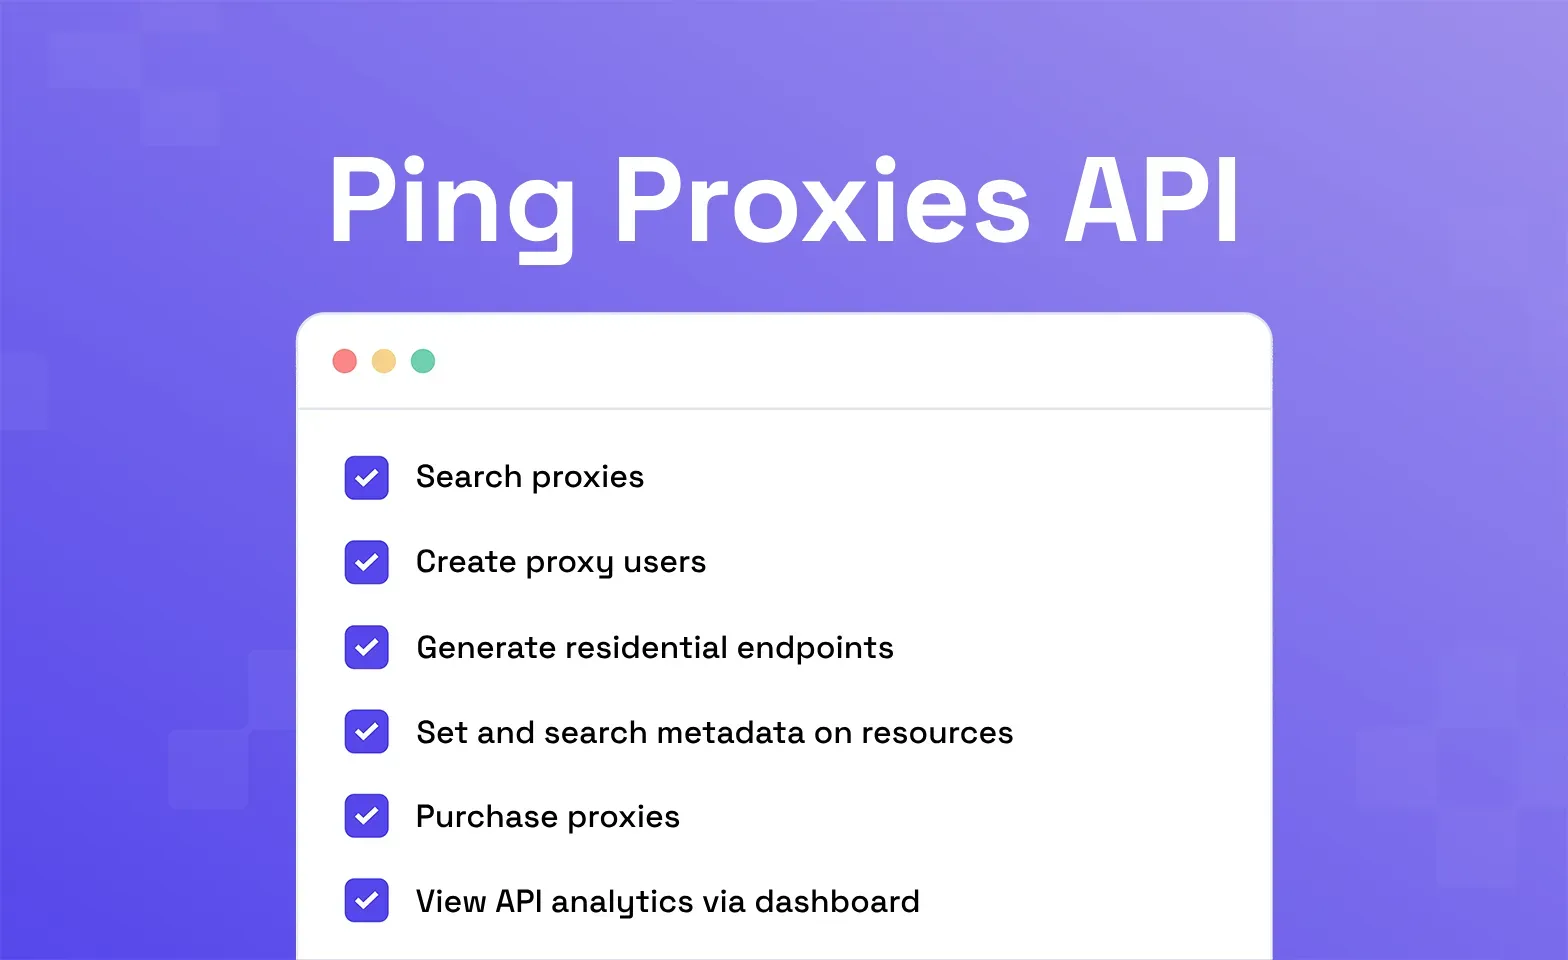 Ping Proxies API
Search proxies
Create proxy users
Generate residential endpoints
Set and search metadata on resources
Purchase proxies
View API analytics via dashboard